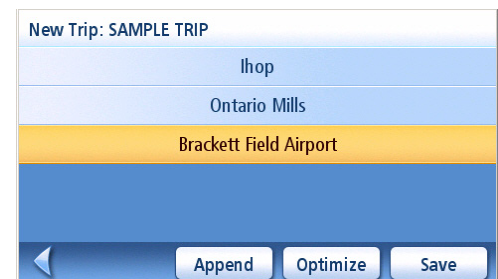 New Trip: SAMPLE TRIP
Ihop
Ontario Mills
Brackett Field Airport
Append Optimize Save